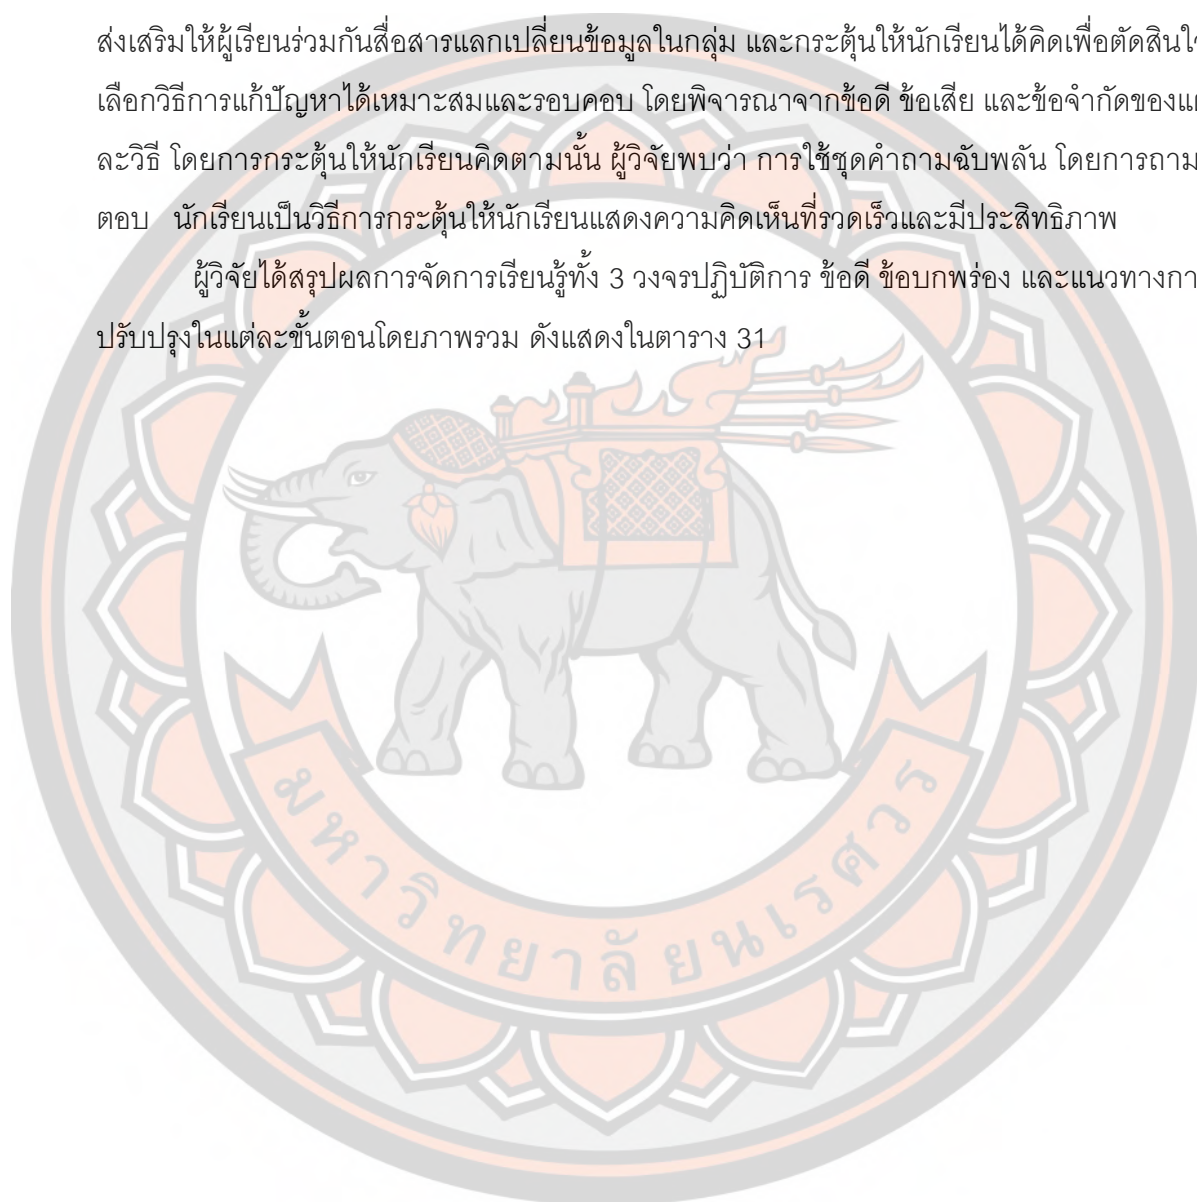 ส่งเสริมให้ผู้เรียนร่วมกันสื่อสารแลกเปลี่ยนข้อมูลในกลุ่ม และกระตุ้นให้นักเรียนได้คิดเพื่อตัดสินใจ
เลือกวิธีการแก้ปัญหาได้เหมาะสมและรอบคอบ โดยพิจารณาจากข้อดี ข้อเสีย และข้อจำกัดของแต่
ละวิธี โดยการกระตุ้นให้นักเรียนคิดตามนั้น ผู้วิจัยพบว่า การใช้ชุดคำถามฉับพลัน โดยการถาม
ตอบ นักเรียนเป็นวิธีการกระตุ้นให้นักเรียนแสดงความคิดเห็นที่รวดเร็วและมีประสิทธิภาพ
ผู้วิจัยได้สรุปผลการจัดการเรียนรู้ทั้ง 3 วงจรปฏิบัติการ ข้อดี ข้อบกพร่อง และแนวทางกา
ปรับปรุงในแต่ละขั้นตอนโดยภาพรวม ดังแสดงในตาราง 31
มหาวิทยาลัยนเรศวร